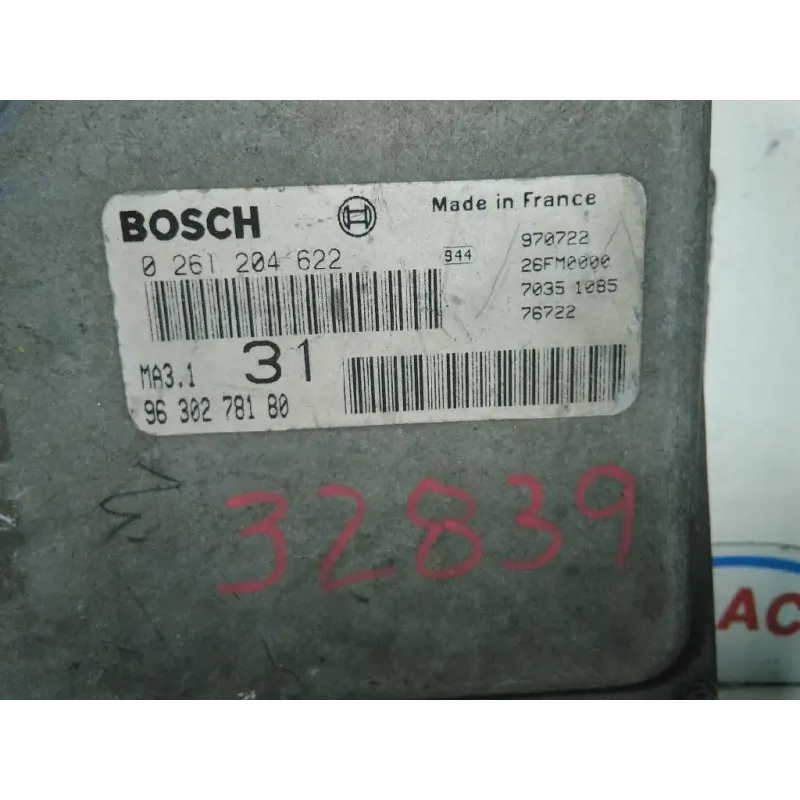 BOSCH
Made in France
0 261 204 622
944
970722
26FM0000
7035 1085
76722
MA3.1
31
96 302 781 80
32839
AC